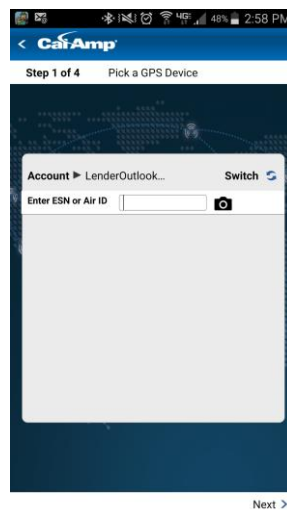 4G 48% 2:58 PM
< CalAmp
Step 1 of 4 Pick a GPS Device
Account ▶ LenderOutlook... Switch
Enter ESN or Air ID
Next >